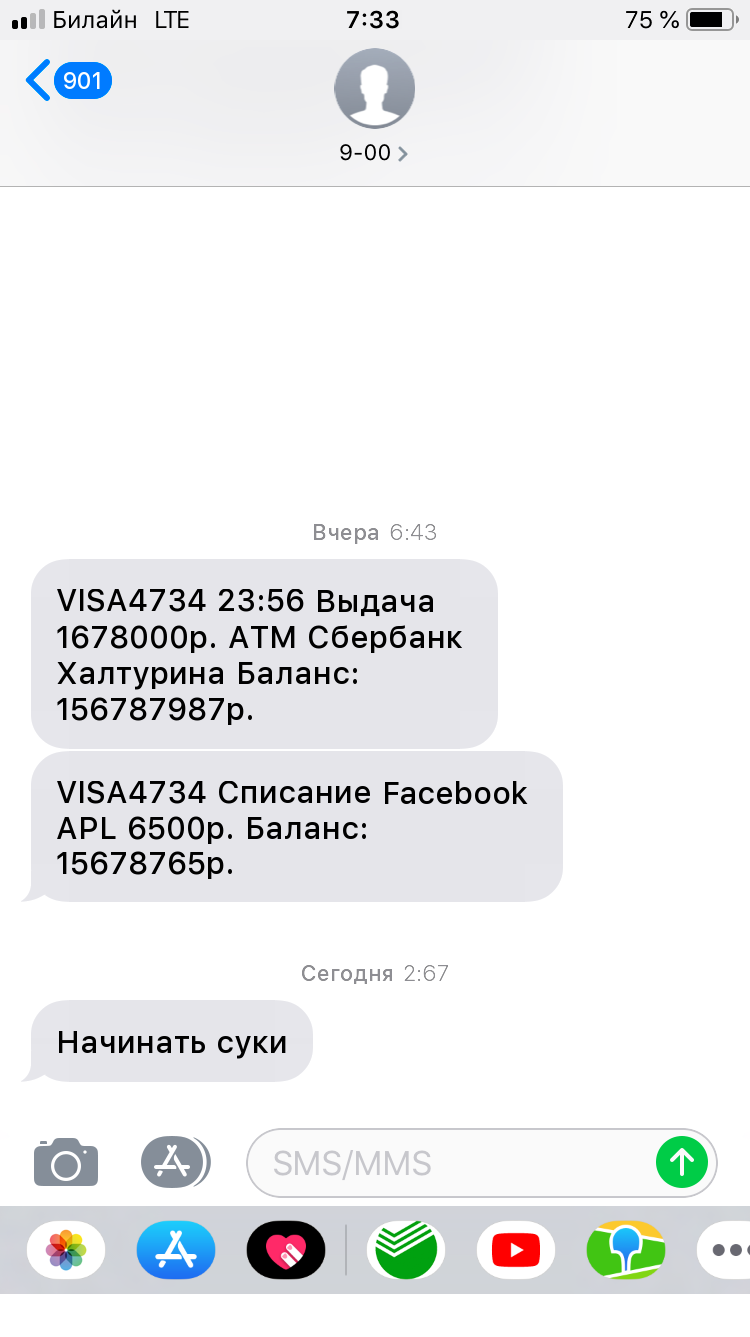 Билайн LTE 7:33 75 %
901
9-00
Вчера 6:43
VISA4734 23:56 Выдача
1678000р. ATM Сбербанк
Халтурина Баланс:
156787987р.
VISA4734 Списание Facebook
APL 6500р. Баланс:
15678765р.
Сегодня 2:67
Начинать суки
SMS/MMS